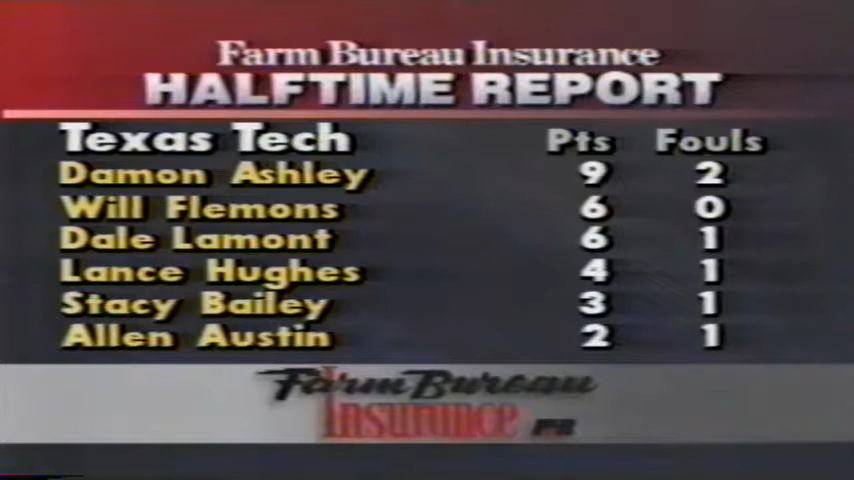 Farm Bureau Insurance
HALFTIME REPORT
Texas Tech Pts Fouls
Damon Ashley 9 2
Will Flemons 6 0
Dale Lamont 6 1
Lance Hughes 4 1
Stacy Bailey 3 1
Allen Austin 2 1
Farm Bureau
Insurance